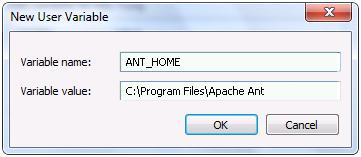 New User Variable
Variable name: ANT_HOME
Variable value: C:\Program Files\Apache Ant
OK Cancel